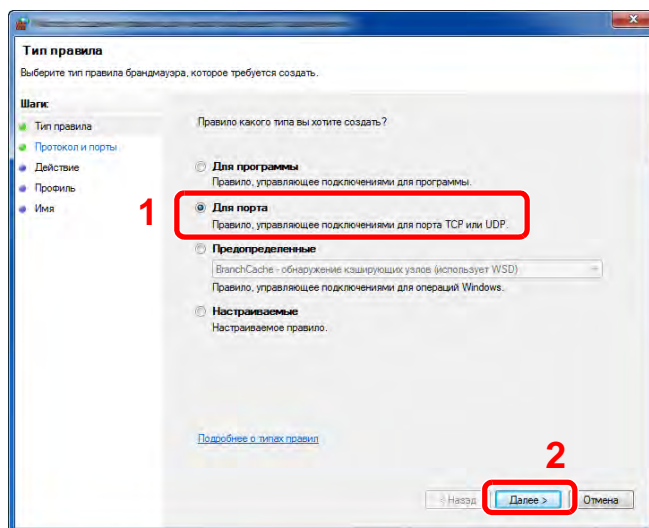 Тип правила
Выберите тип правила брандмауэра, которое требуется создать.
Шаги:
Тип правила
Протокол и порты
Действие
Профиль
Имя
Правило какого типа вы хотите создать?
Для программы
Правило, управляющее подключениями для программы.
1
Для порта
Правило, управляющее подключениями для порта TCP или UDP.
Предопределенные
BranchCache - обнаружение кэширующих узлов (использует WSD)
Правило, управляющее подключениями для операций Windows.
Настраиваемые
Настраиваемое правило.
Подробнее о типах правил
2
< Назад
Далее >
Отмена